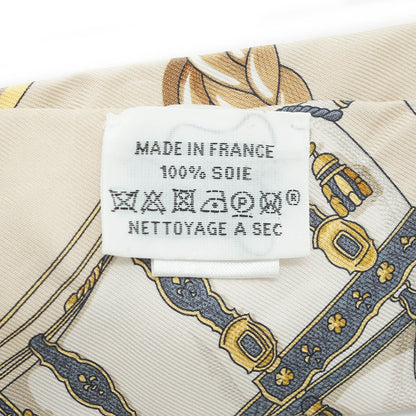 MADE IN FRANCE
100% SOIE
P ®
NETTOYAGE A SEC